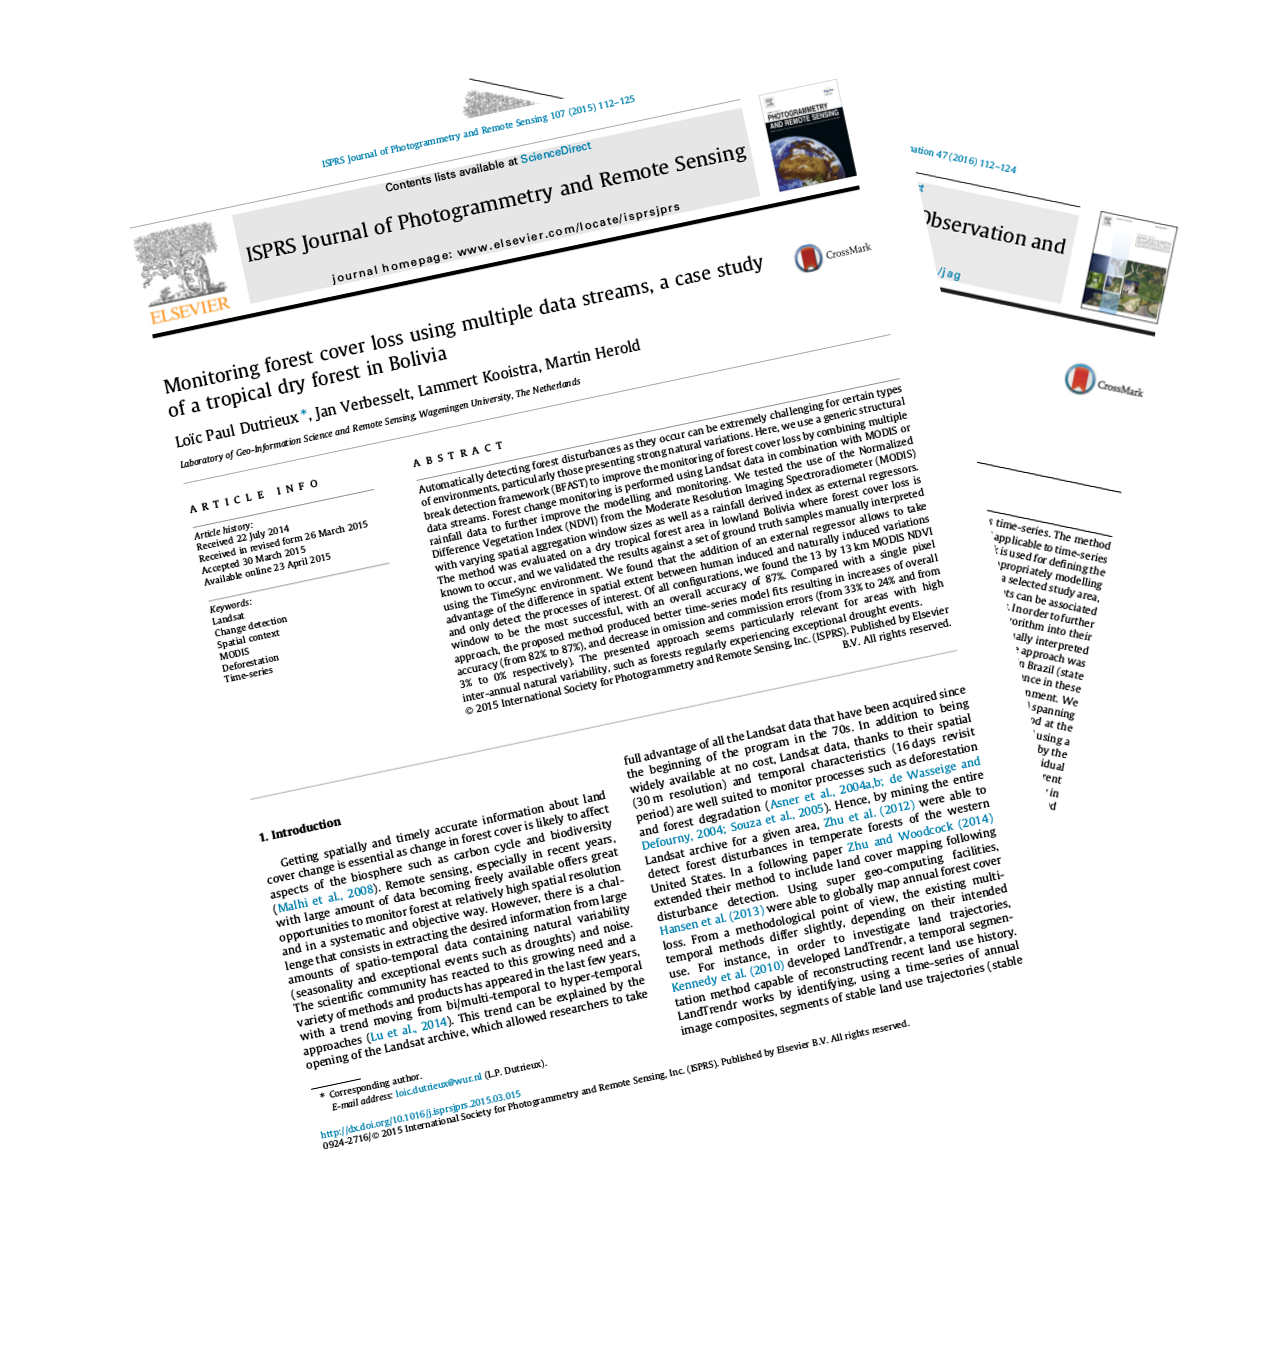 ISPRS Journal of Photogrammetry and Remote Sensing 107 (2015) 112–125
Contents lists available at ScienceDirect
ISPRS Journal of Photogrammetry and Remote Sensing
journal homepage: www.elsevier.com/locate/isprsjprs
ELSEVIER
PHOTOGRAMMETRY
AND REMOTE SENSING
CrossMark
Monitoring forest cover loss using multiple data streams, a case study
of a tropical dry forest in Bolivia
Loïc Paul Dutrieux *, Jan Verbesselt, Lammert Kooistra, Martin Herold
Laboratory of Geo-Information Science and Remote Sensing, Wageningen University, The Netherlands
ARTICLE INFO
Article history:
Received 22 July 2014
Received in revised form 26 March 2015
Accepted 30 March 2015
Available online 23 April 2015
Keywords:
Landsat
Change detection
Spatial context
MODIS
Deforestation
Time-series
ABSTRACT
Automatically detecting forest disturbances as they occur can be extremely challenging for certain types
of environments, particularly those presenting strong natural variations. Here, we use a generic structural
break detection framework (BFAST) to improve the monitoring of forest cover loss by combining multiple
data streams. Forest change monitoring is performed using Landsat data in combination with MODIS or
rainfall data to further improve the modelling and monitoring. We tested the use of the Normalized
Difference Vegetation Index (NDVI) from the Moderate Resolution Imaging Spectroradiometer (MODIS)
with varying spatial aggregation window sizes as well as a rainfall derived index as external regressors.
The method was evaluated on a dry tropical forest area in lowland Bolivia where forest cover loss is
known to occur, and we validated the results against a set of ground truth samples manually interpreted
using the TimeSync environment. We found that the addition of an external regressor allows to take
advantage of the difference in spatial extent between human induced and naturally induced variations
and only detect the processes of interest. Of all configurations, we found the 13 by 13 km MODIS NDVI
window to be the most successful, with an overall accuracy of 87%. Compared with a single pixel
approach, the proposed method produced better time-series model fits resulting in increases of overall
accuracy (from 82% to 87%), and decrease in omission and commission errors (from 33% to 24% and from
3% to 0% respectively). The presented approach seems particularly relevant for areas with high
inter-annual natural variability, such as forests regularly experiencing exceptional drought events.
© 2015 International Society for Photogrammetry and Remote Sensing, Inc. (ISPRS). Published by Elsevier
B.V. All rights reserved.
1. Introduction
Getting spatially and timely accurate information about land
cover change is essential as change in forest cover is likely to affect
aspects of the biosphere such as carbon cycle and biodiversity
(Malhi et al., 2008). Remote sensing, especially in recent years,
with large amount of data becoming freely available offers great
opportunities to monitor forest at relatively high spatial resolution
and in a systematic and objective way. However, there is a chal-
lenge that consists in extracting the desired information from large
amounts of spatio-temporal data containing natural variability
(seasonality and exceptional events such as droughts) and noise.
The scientific community has reacted to this growing need and a
variety of methods and products has appeared in the last few years,
with a trend moving from bi/multi-temporal to hyper-temporal
approaches (Lu et al., 2014). This trend can be explained by the
opening of the Landsat archive, which allowed researchers to take
full advantage of all the Landsat data that have been acquired since
the beginning of the program in the 70s. In addition to being
widely available at no cost, Landsat data, thanks to their spatial
(30 m resolution) and temporal characteristics (16 days revisit
period) are well suited to monitor processes such as deforestation
and forest degradation (Asner et al., 2004a,b; de Wasseige and
Defourny, 2004; Souza et al., 2005). Hence, by mining the entire
Landsat archive for a given area, Zhu et al. (2012) were able to
detect forest disturbances in temperate forests of the western
United States. In a following paper Zhu and Woodcock (2014)
extended their method to include land cover mapping following
disturbance detection. Using super geo-computing facilities,
Hansen et al. (2013) were able to globally map annual forest cover
loss. From a methodological point of view, the existing multi-
temporal methods differ slightly, depending on their intended
use. For instance, in order to investigate land trajectories,
Kennedy et al. (2010) developed LandTrendr, a temporal segmen-
tation method capable of reconstructing recent land use history.
LandTrendr works by identifying, using a time-series of annual
image composites, segments of stable land use trajectories (stable
* Corresponding author.
E-mail address: loic.dutrieux@wur.nl (L.P. Dutrieux).
http://dx.doi.org/10.1016/j.isprsjprs.2015.03.015
0924-2716/© 2015 International Society for Photogrammetry and Remote Sensing, Inc. (ISPRS). Published by Elsevier B.V. All rights reserved.
47 (2016) 112–124
Observation and
/jag
CrossMark
time-series. The method
applicable to time-series
is used for defining the
modelling
a selected study area,
can be associated
. In order to further
into their
interpreted
approach was
Brazil (state
in these
We
spanning
at the
using a
by the
in